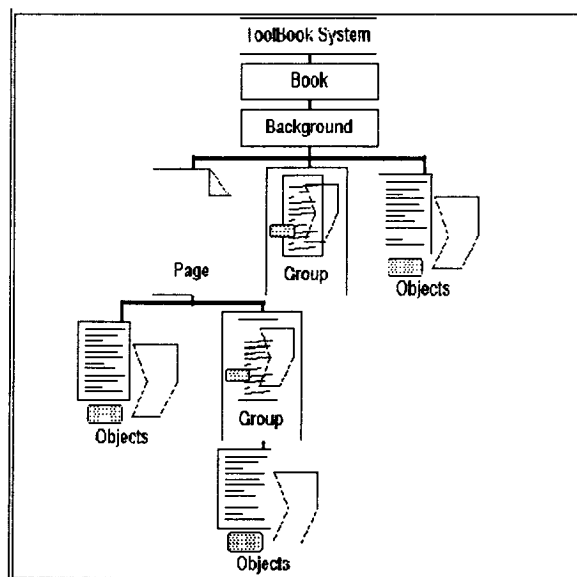 ToolBook System
Book
Background
Group
Objects
Page
Objects
Group
Objects